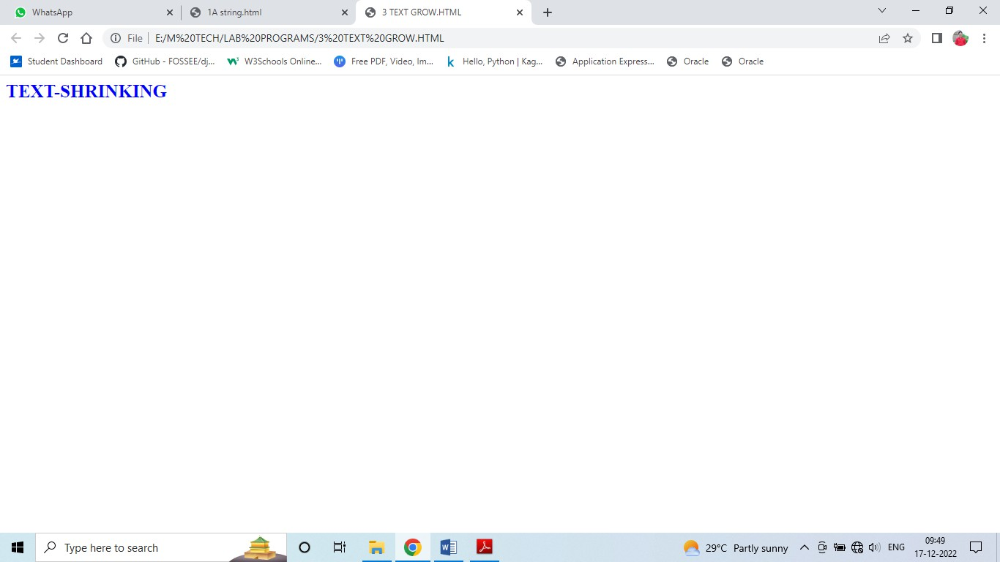 WhatsApp
1A string.html
3 TEXT GROW.HTML
File
E:/M%20TECH/LAB%20PROGRAMS/3%20TEXT%20GROW.HTML
Student Dashboard
GitHub - FOSSEE/dj...
W3Schools Online...
Free PDF, Video, Im...
Hello, Python | Kag...
Application Express...
Oracle
Oracle
TEXT-SHRINKING
Type here to search
29°C Partly sunny
ENG
09:49
17-12-2022